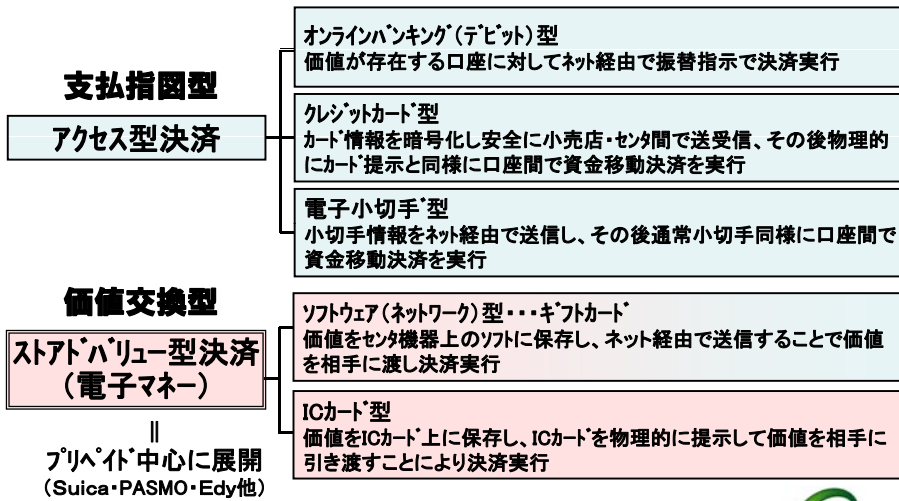 支払指図型
アクセス型決済
オンラインバンキング(デビット)型
価値が存在する口座に対してネット経由で振替指示で決済実行
クレジットカード型
カード情報を暗号化し安全に小売店・センタ間で送受信、その後物理的
にカード提示と同様に口座間で資金移動決済を実行
電子小切手型
小切手情報をネット経由で送信し、その後通常小切手同様に口座間で
資金移動決済を実行
価値交換型
ストアドバリュー型決済
(電子マネー)
||
プリペイド中心に展開
(Suica・PASMO・Edy他)
ソフトウェア(ネットワーク)型・・・ギフトカード
価値をセンタ機器上のソフトに保存し、ネット経由で送信することで価値
を相手に渡し決済実行
ICカード型
価値をICカード上に保存し、ICカードを物理的に提示して価値を相手に
引き渡すことにより決済実行